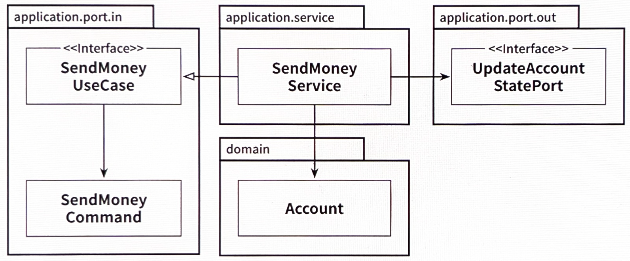 application.port.in
<<Interface>>
SendMoney
UseCase
SendMoney
Command
application.service
SendMoney
Service
domain
Account
application.port.out
<<Interface>>
UpdateAccount
StatePort